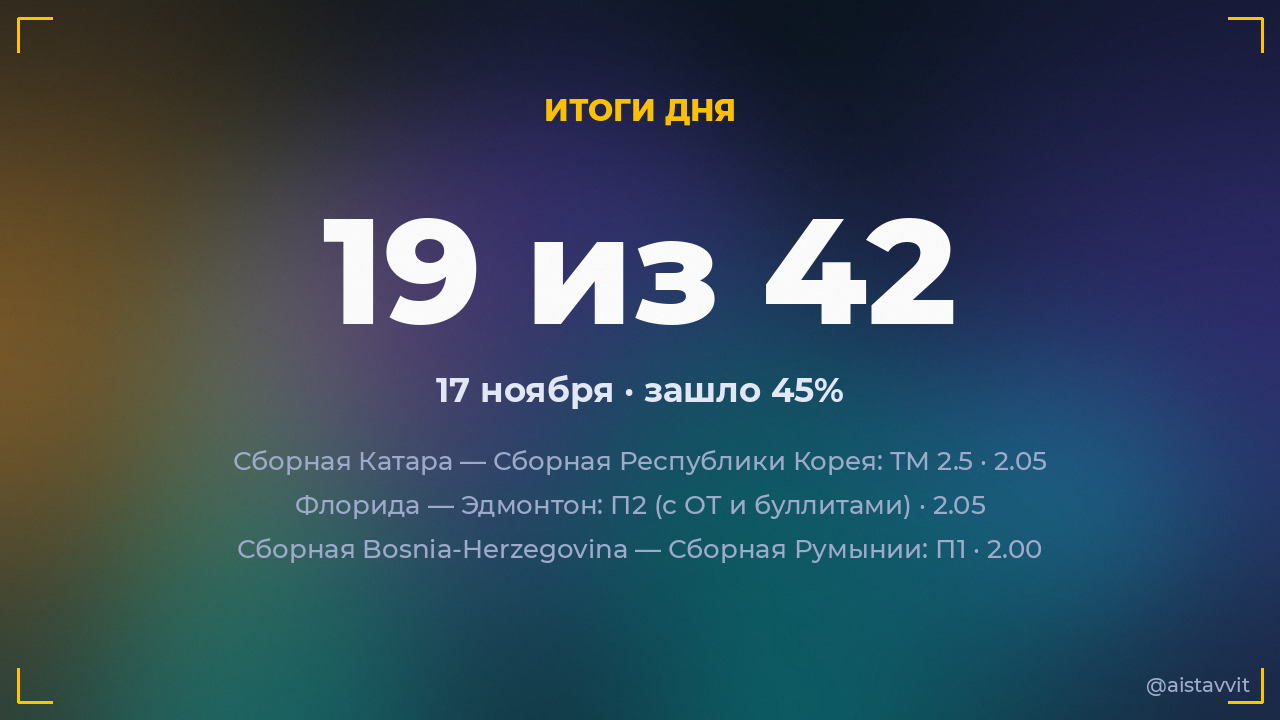 ИТОГИ ДНЯ
19 из 42
17 ноября · зашло 45%
Сборная Катара — Сборная Республики Корея: ТМ 2.5 · 2.05
Флорида — Эдмонтон: П2 (с ОТ и буллитами) · 2.05
Сборная Bosnia-Herzegovina — Сборная Румынии: П1 · 2.00
@aistavvit